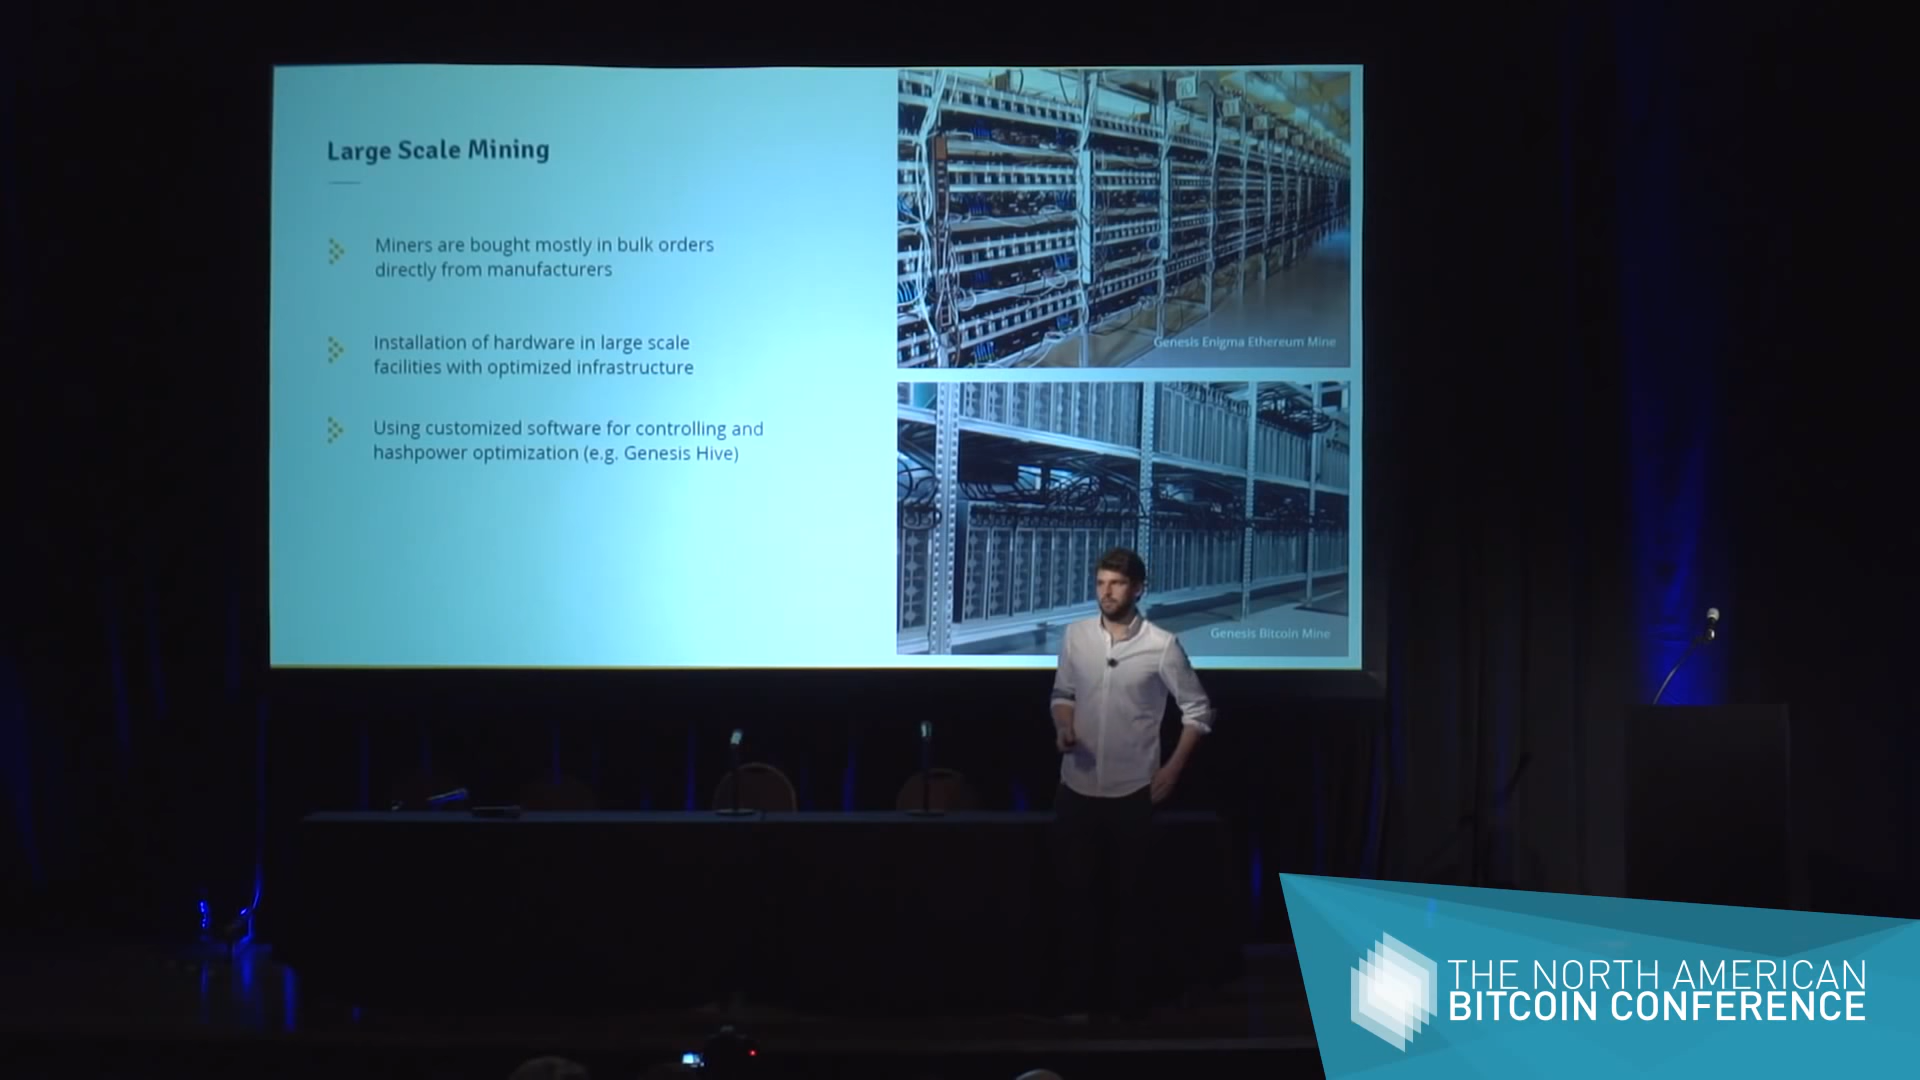 Large Scale Mining
Miners are bought mostly in bulk orders
directly from manufacturers
Installation of hardware in large scale
facilities with optimized infrastructure
Using customized software for controlling and
hashpower optimization (e.g. Genesis Hive)
Genesis Enigma Ethereum Mine
Genesis Bitcoin Mine
THE NORTH AMERICAN
BITCOIN CONFERENCE